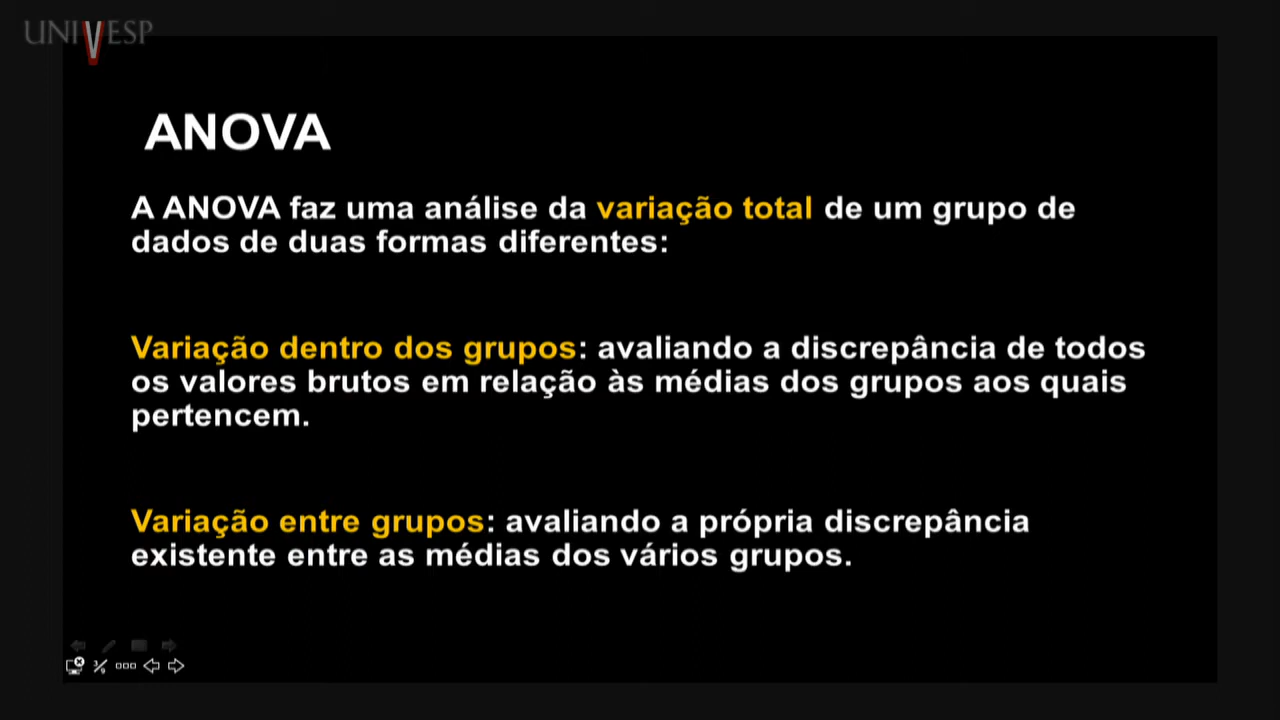 UNIVESP
ANOVA
A ANOVA faz uma análise da variação total de um grupo de
dados de duas formas diferentes:
Variação dentro dos grupos: avaliando a discrepância de todos
os valores brutos em relação às médias dos grupos aos quais
pertencem.
Variação entre grupos: avaliando a própria discrepância
existente entre as médias dos vários grupos.